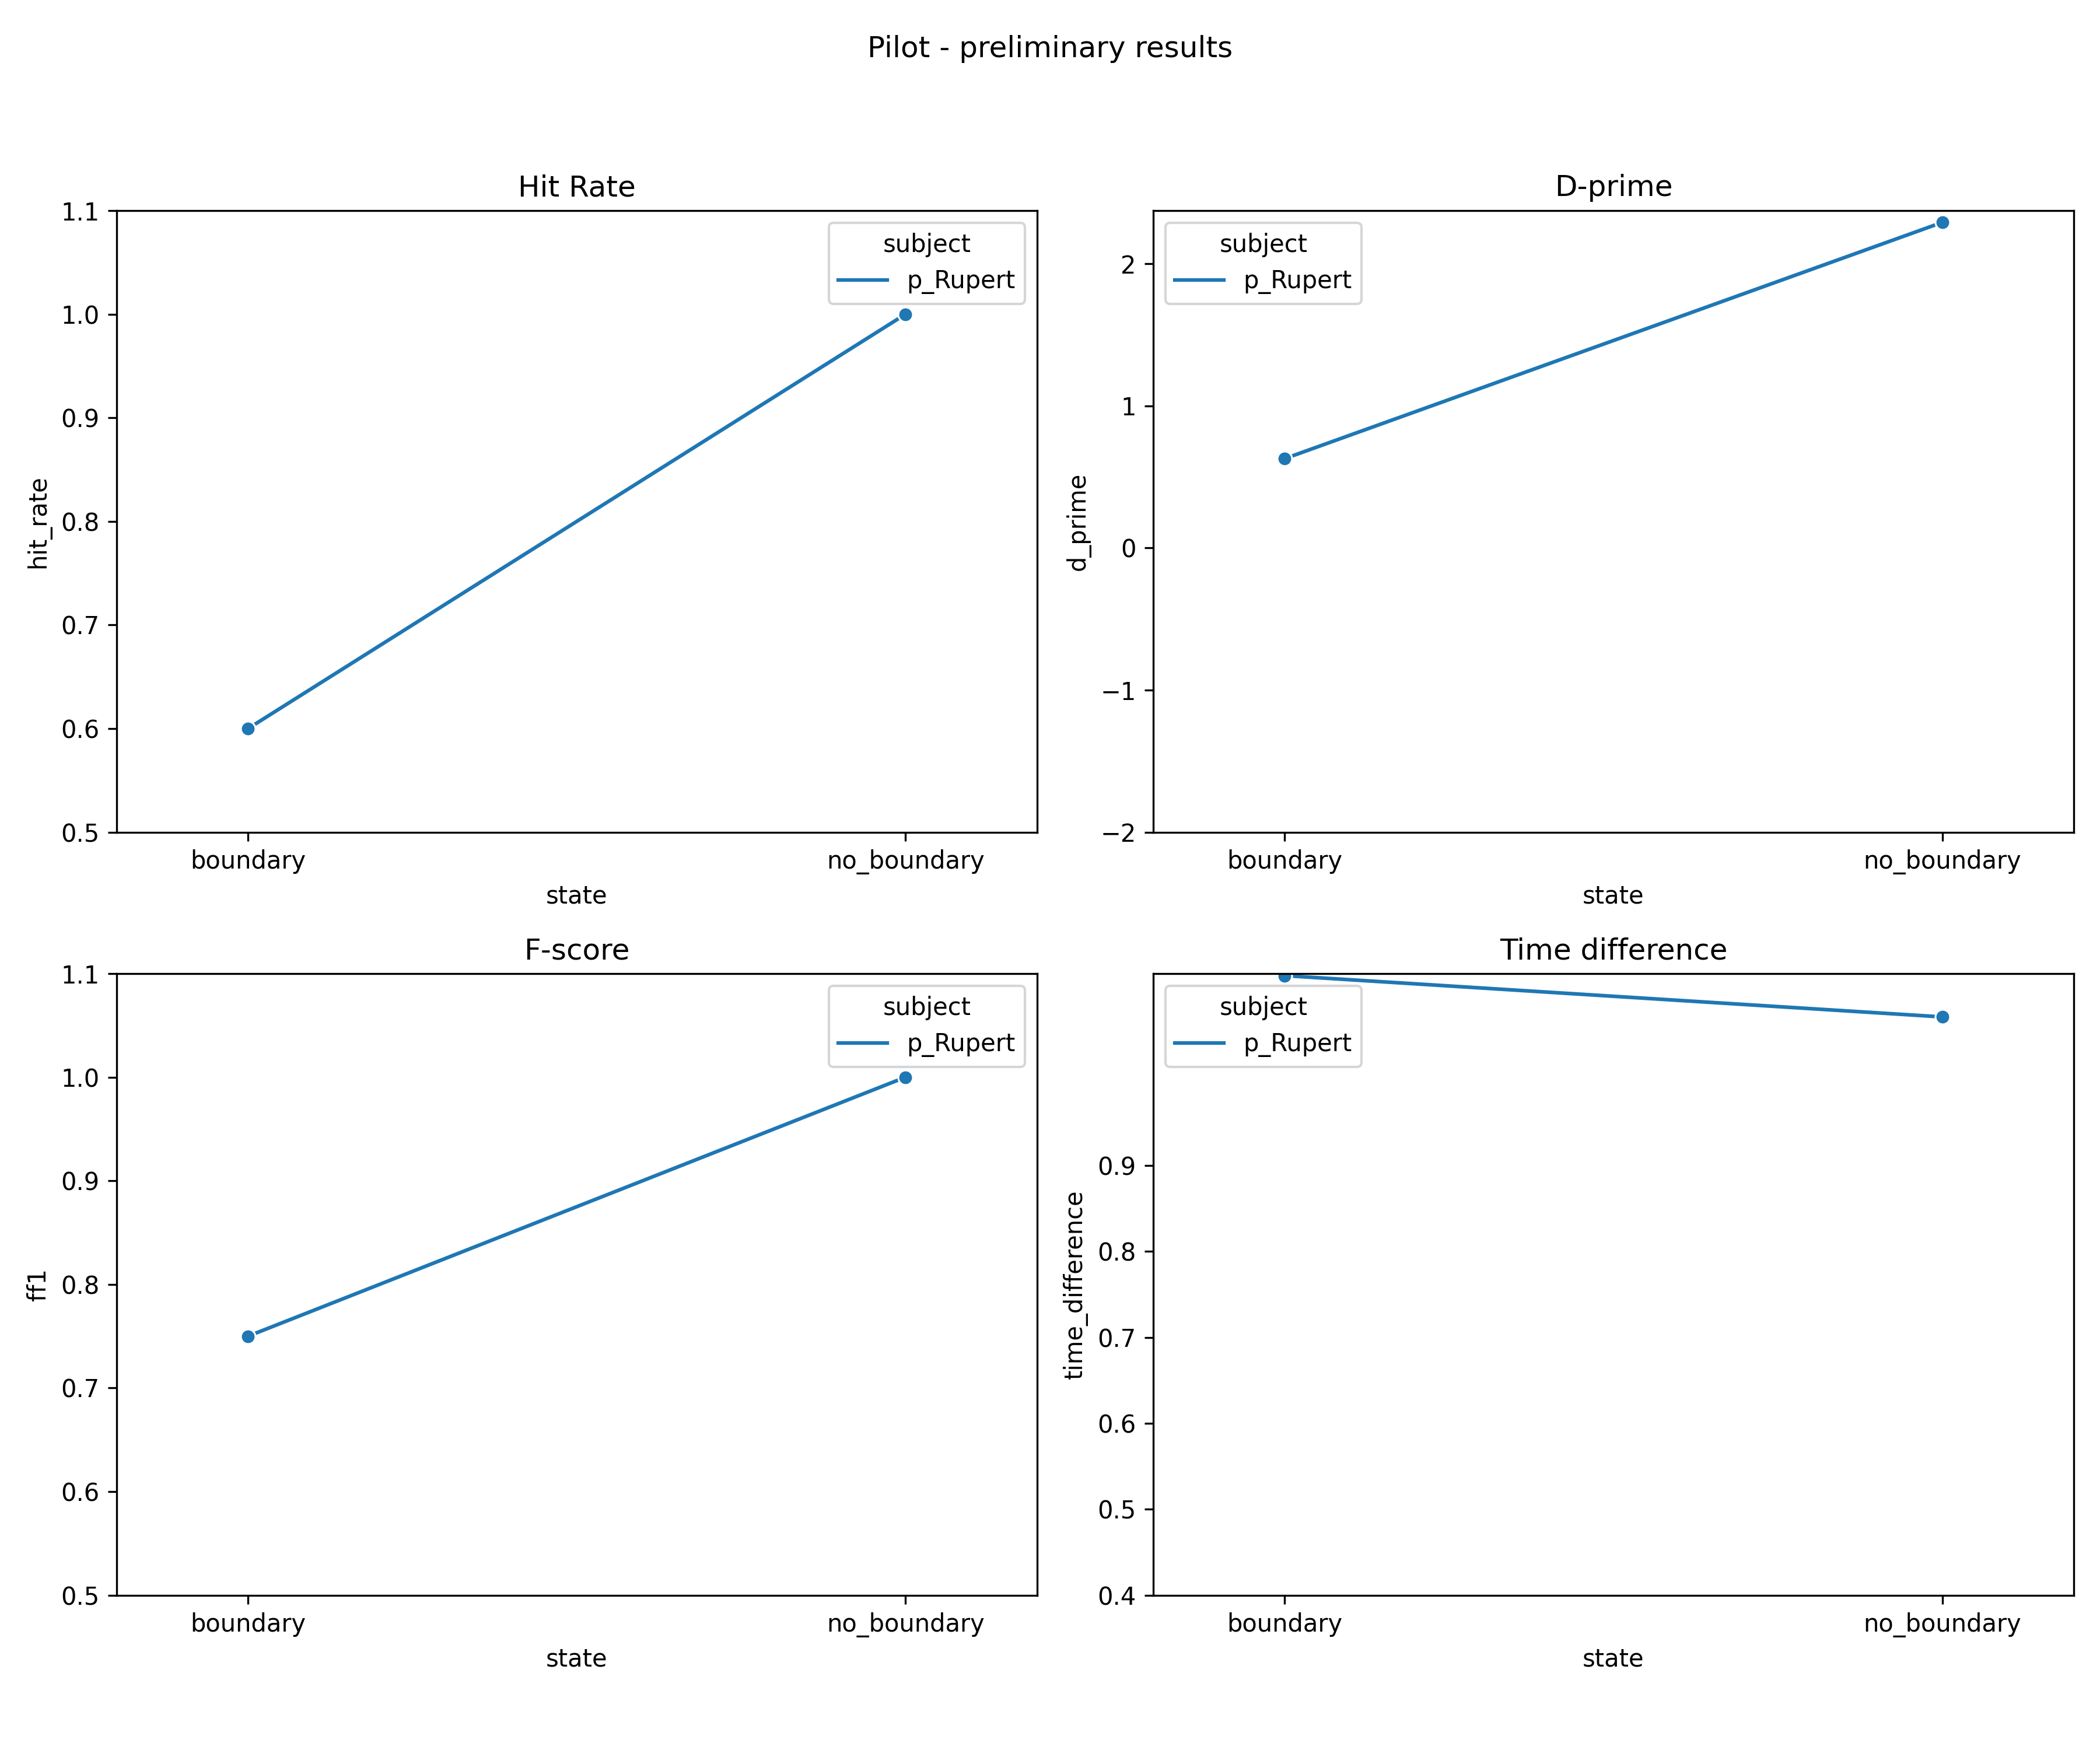 Pilot - preliminary results
Hit Rate
1.1
1.0
0.9
0.8
0.7
0.6
0.5
hit_rate
subject
p_Rupert
boundary
no_boundary
state
D-prime
2
1
0
−1
−2
d_prime
subject
p_Rupert
boundary
no_boundary
state
F-score
1.1
1.0
0.9
0.8
0.7
0.6
0.5
ff1
subject
p_Rupert
boundary
no_boundary
state
Time difference
0.9
0.8
0.7
0.6
0.5
0.4
time_difference
subject
p_Rupert
boundary
no_boundary
state